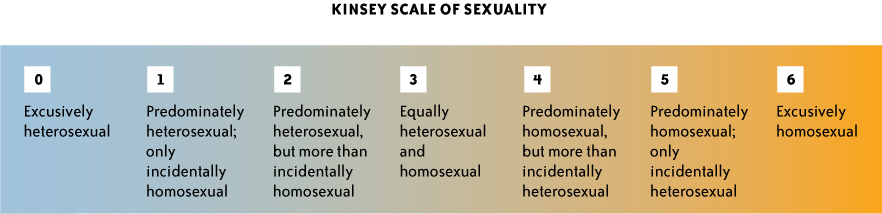 KINSEY SCALE OF SEXUALITY
0
Excusively
heterosexual
1
Predominately
heterosexual;
only
incidentally
homosexual
2
Predominately
heterosexual,
but more than
incidentally
homosexual
3
Equally
heterosexual
and
homosexual
4
Predominately
homosexual,
but more than
incidentally
heterosexual
5
Predominately
homosexual;
only
incidentally
heterosexual
6
Excusively
homosexual